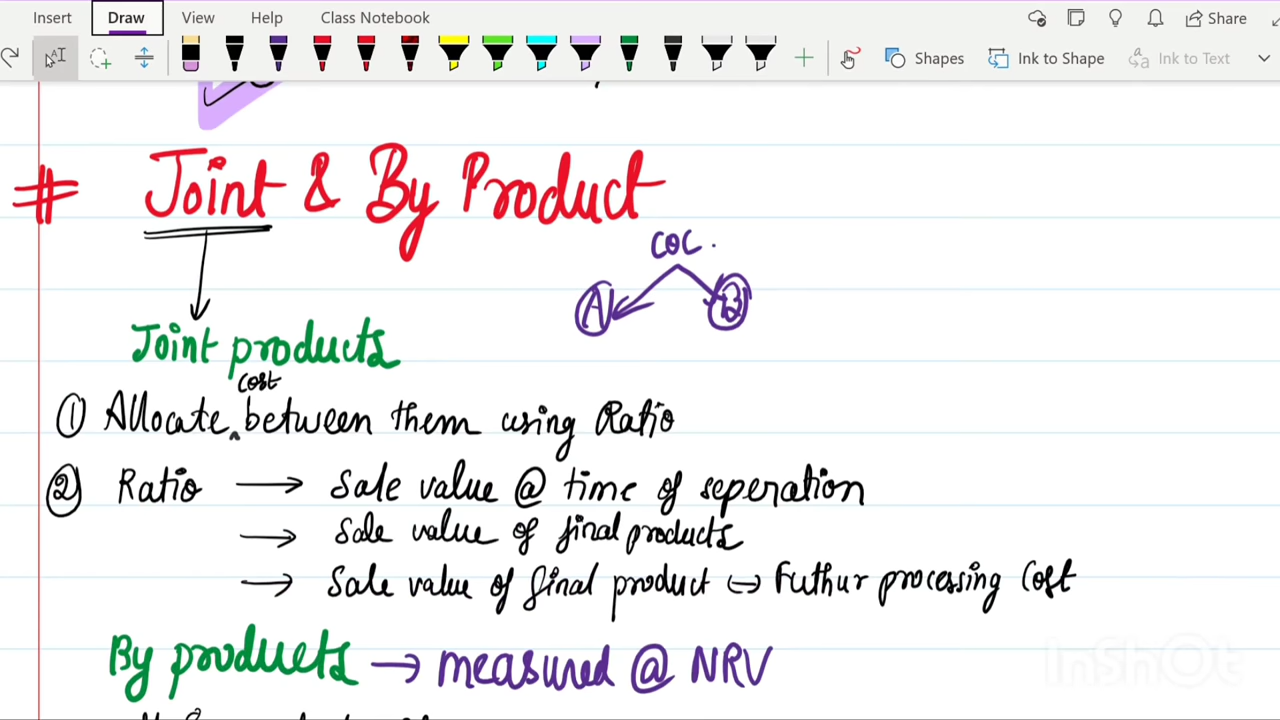 Insert Draw View Help Class Notebook Share
Shapes Ink to Shape Ink to Text
# Joint & By Product
COC
A B
Joint products
cost
① Allocate between them using Ratio
② Ratio → Sale value @ time of seperation
→ Sale value of final products
→ Sale value of final product (-) Futhur processing Cost
By products → measured @ NRV
InShOt